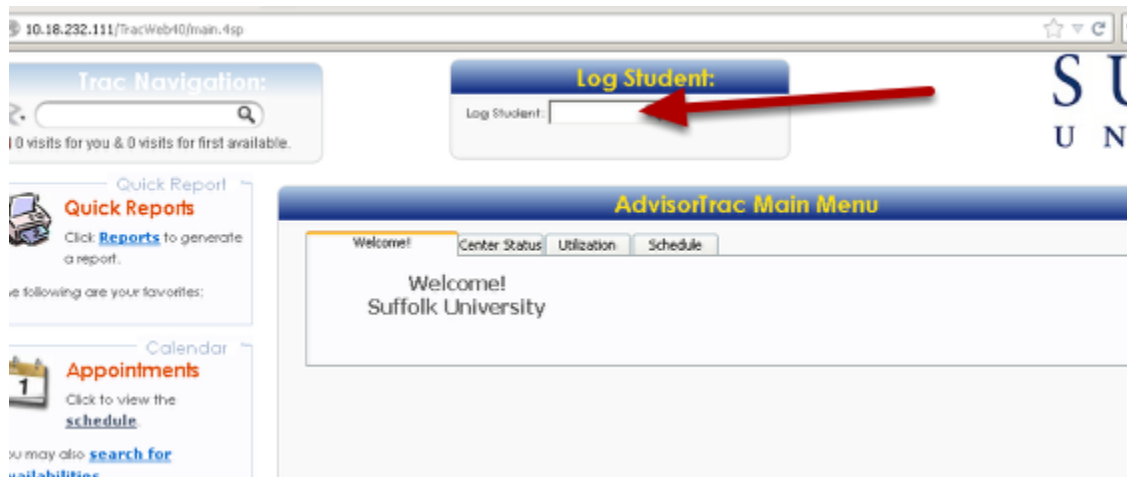 10.18.232.111/TracWeb40/main.4sp
Trac Navigation:
0 visits for you & 0 visits for first available.
Log Student:
Log Student:
S U
U N
Quick Report
Quick Reports
Click Reports to generate
a report.
following are your favorites:
Calendar
1
Appointments
Click to view the
schedule.
may also search for
AdvisorTrac Main Menu
Welcome!
Center Status
Utilization
Schedule
Welcome!
Suffolk University